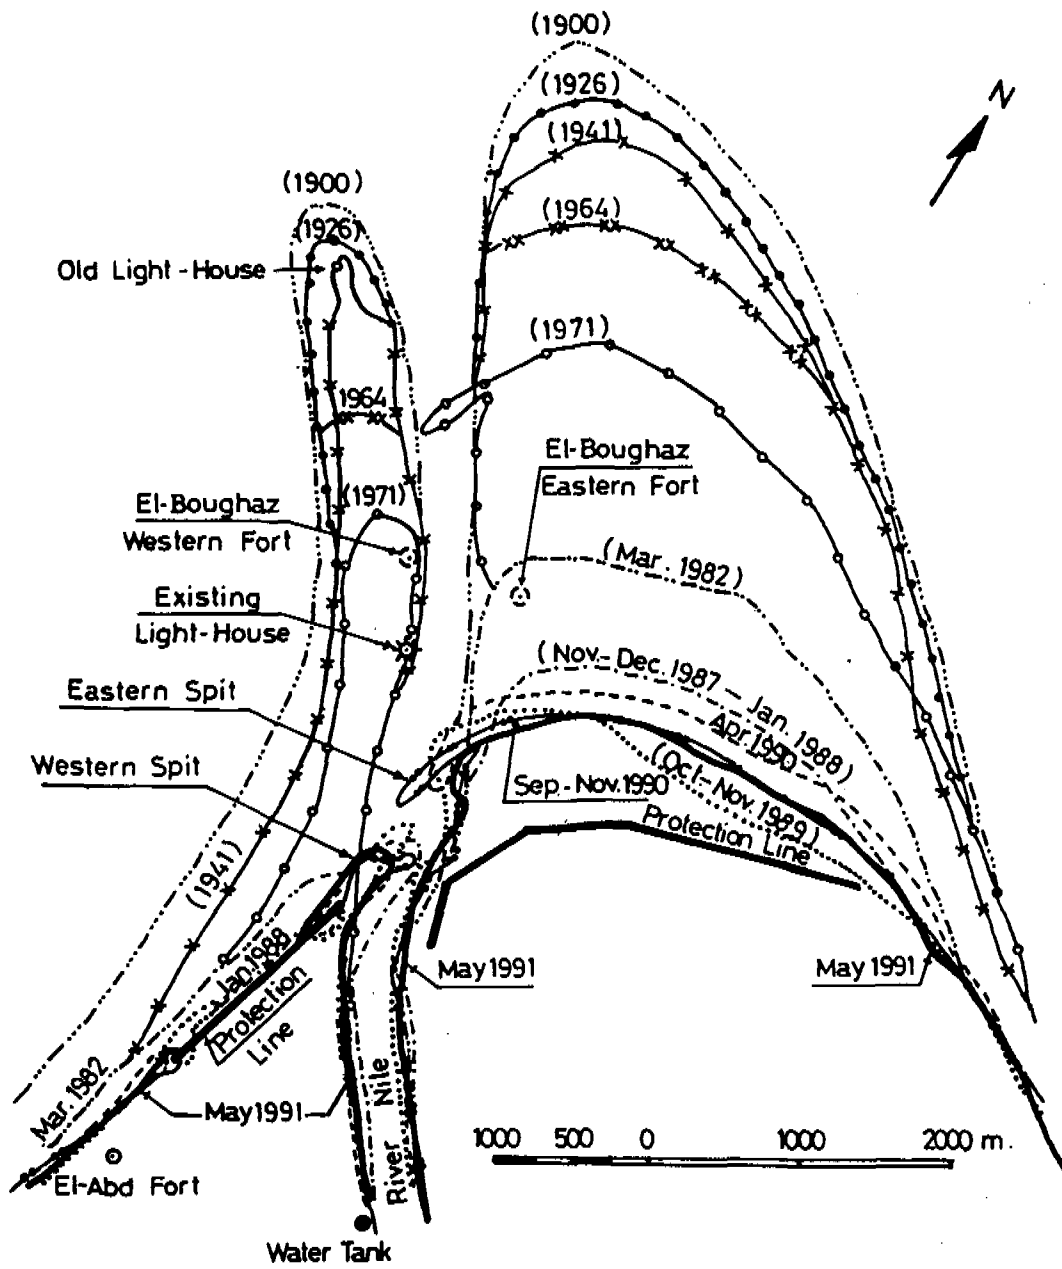 (1900)
(1926)
N
(1941)
(1900)
(1964)
(1926)
Old Light-House
(1971)
1964
El-Boughaz
Eastern Fort
(1971)
El-Boughaz
Western Fort
(Mar. 1982)
Existing
Light-House
(Nov.-Dec. 1987 - Jan. 1988)
Eastern Spit
Apr. 1990
Western Spit
(Oct.-Nov. 1989)
Sep.-Nov. 1990
Protection Line
(1941)
Jan. 1988
May 1991
May 1991
Protection
Line
Mar. 1982
May 1991
River Nile
1000 500 0 1000 2000 m.
El-Abd Fort
Water Tank